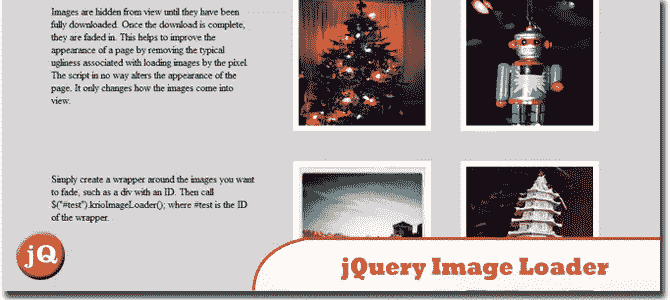 Images are hidden from view until they have been
fully downloaded. Once the download is complete,
they are faded in. This helps to improve the
appearance of a page by removing the typical
ugliness associated with loading images by the pixel.
The script in no way alters the appearance of the
page. It only changes how the images come into
view.
Simply create a wrapper around the images you want
to fade, such as a div with an ID. Then call
$("#test").krioImageLoader(); where #test is the ID
of the wrapper.
jQ
jQuery Image Loader